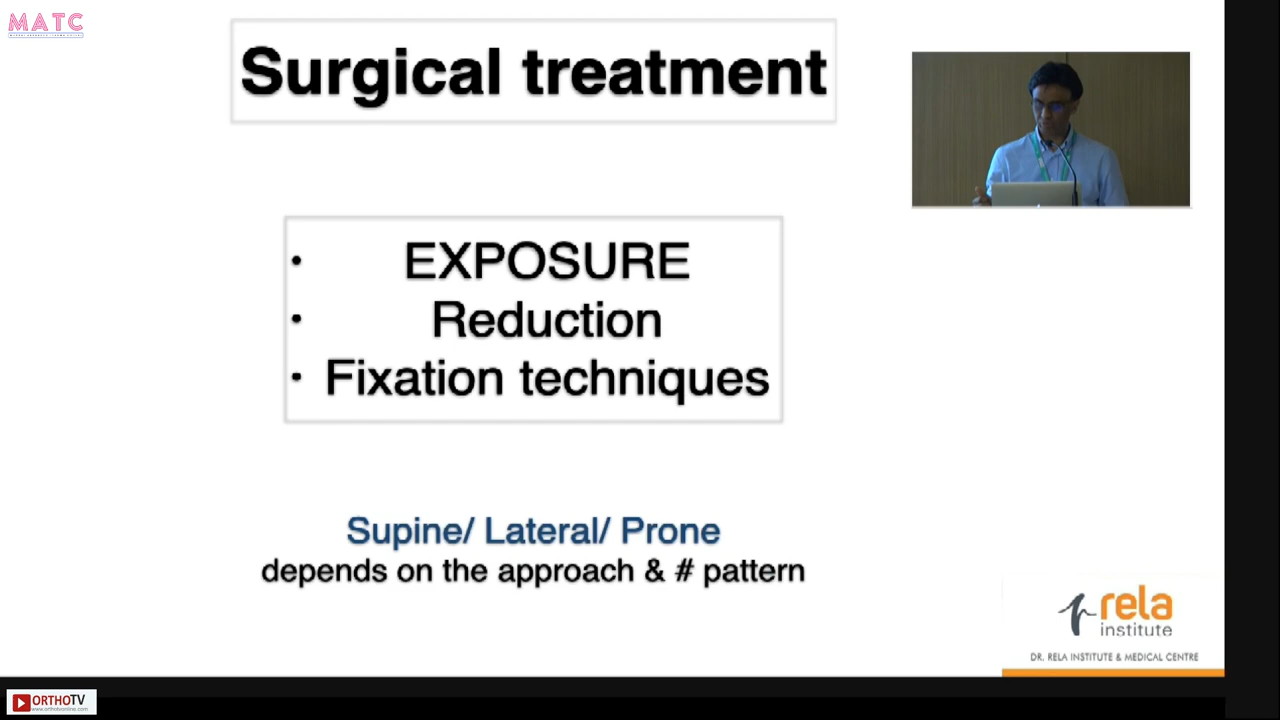 MATC
Surgical treatment
• EXPOSURE
• Reduction
• Fixation techniques
Supine/ Lateral/ Prone
depends on the approach & # pattern
rela
institute
DR. RELA INSTITUTE & MEDICAL CENTRE
ORTHOTV
www.orthotvonline.com